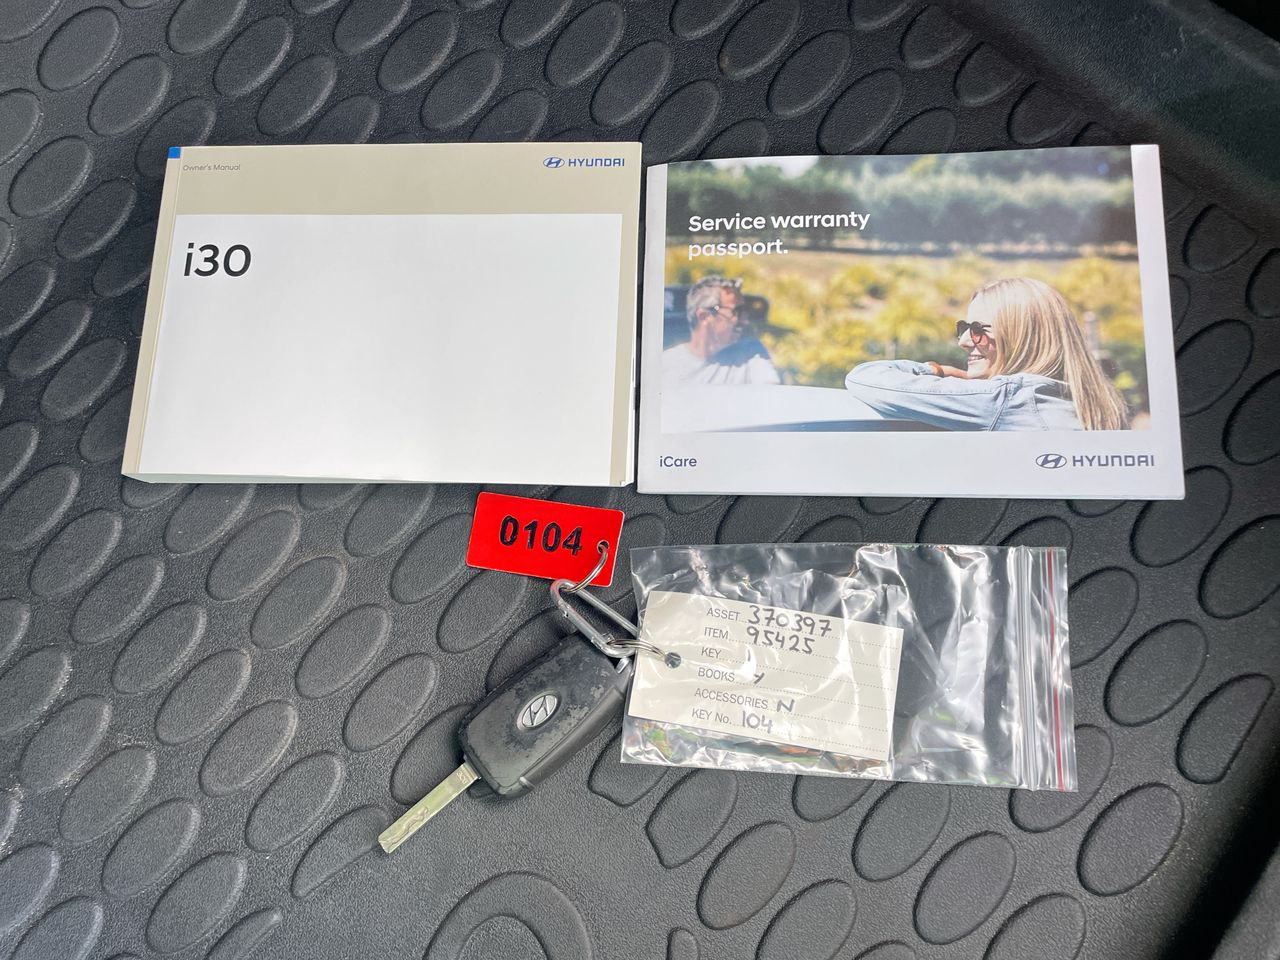 Owner's Manual
HYUNDAI
i30
Service warranty
passport.
iCare
HYUNDAI
0104
ASSET 370397
ITEM 95425
KEY 1
BOOKS Y
ACCESSORIES N
KEY No. 104